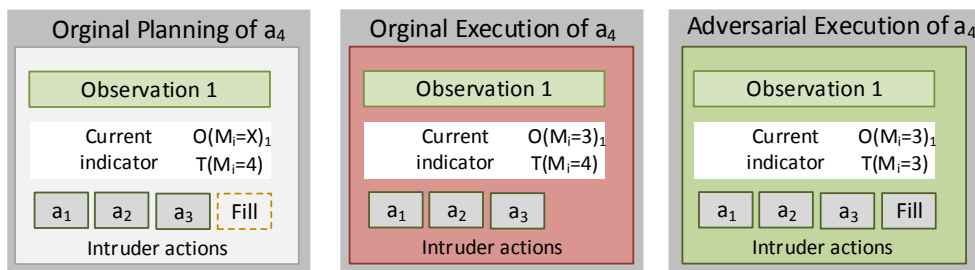 Orginal Planning of a₄
Observation 1
Current indicator O(Mᵢ=X)₁ T(Mᵢ=4)
a₁ a₂ a₃ Fill
Intruder actions
Orginal Execution of a₄
Observation 1
Current indicator O(Mᵢ=3)₁ T(Mᵢ=4)
a₁ a₂ a₃
Intruder actions
Adversarial Execution of a₄
Observation 1
Current indicator O(Mᵢ=3)₁ T(Mᵢ=3)
a₁ a₂ a₃ Fill
Intruder actions